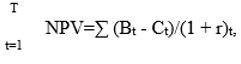 T
NPV=∑ (Bt - Ct)/(1 + r)t,
t=1